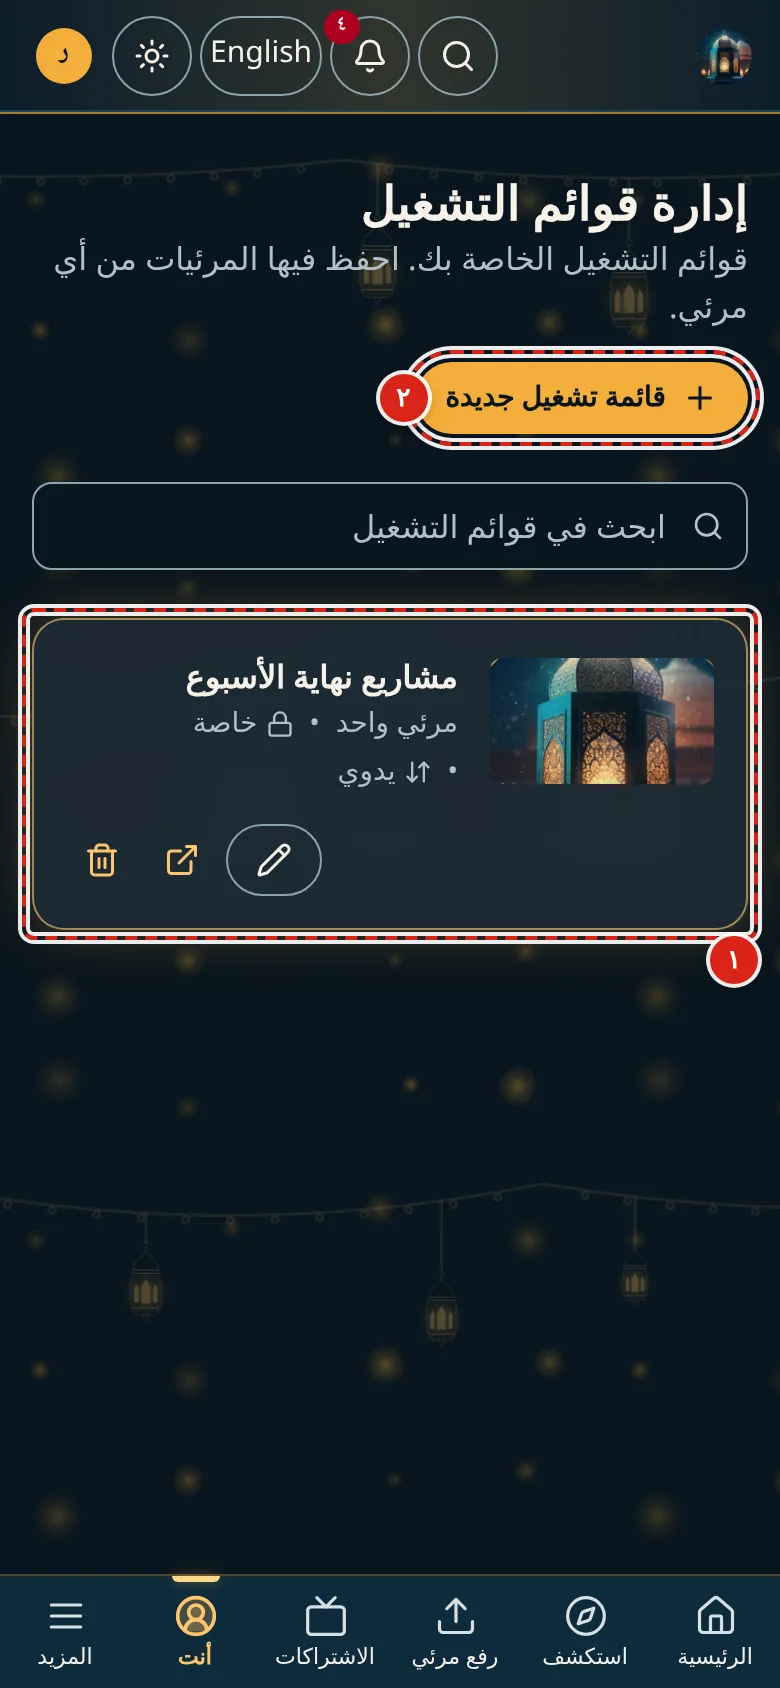 ر
English
٤
إدارة قوائم التشغيل
قوائم التشغيل الخاصة بك. احفظ فيها المرئيات من أي
مرئي.
قائمة تشغيل جديدة
٢
ابحث في قوائم التشغيل
مشاريع نهاية الأسبوع
مرئي واحد • خاصة
• يدوي
١
الرئيسية
استكشف
رفع مرئي
الاشتراكات
أنت
المزيد